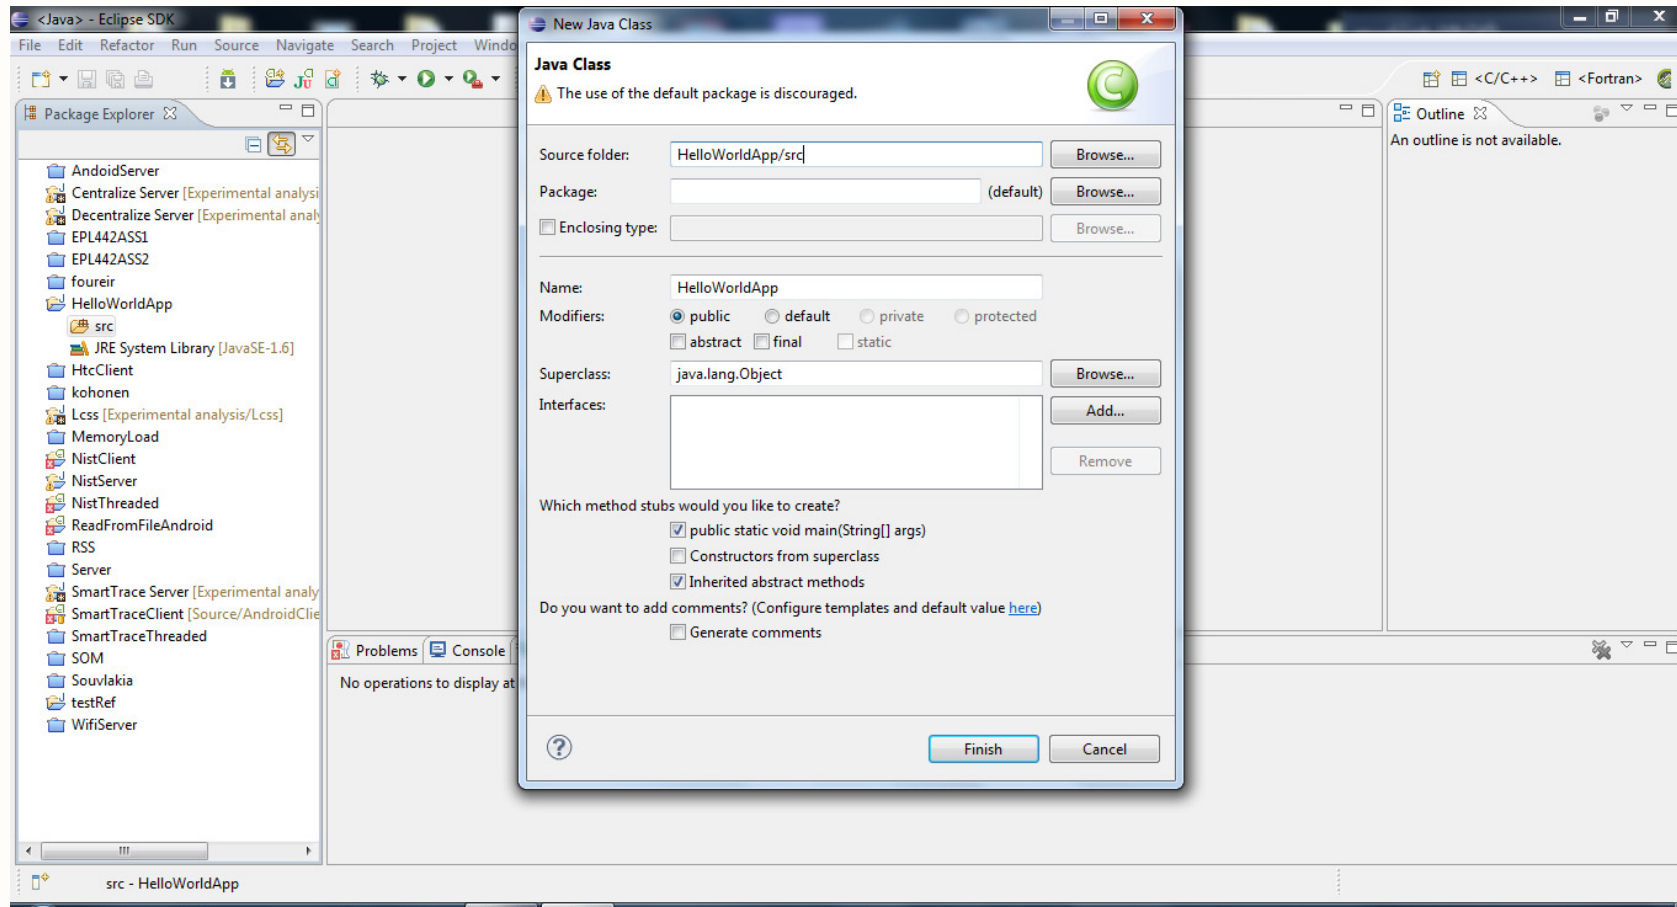 <Java> - Eclipse SDK
File Edit Refactor Run Source Navigate Search Project Windo
<C/C++> <Fortran>
Package Explorer
AndoidServer
Centralize Server [Experimental analysi
Decentralize Server [Experimental anal
EPL442ASS1
EPL442ASS2
foureir
HelloWorldApp
src
JRE System Library [JavaSE-1.6]
HtcClient
kohonen
Lcss [Experimental analysis/Lcss]
MemoryLoad
NistClient
NistServer
NistThreaded
ReadFromFileAndroid
RSS
Server
SmartTrace Server [Experimental analy
SmartTraceClient [Source/AndroidClie
SmartTraceThreaded
SOM
Souvlakia
testRef
WifiServer
New Java Class
Java Class
The use of the default package is discouraged.
Source folder: HelloWorldApp/src Browse...
Package: (default) Browse...
Enclosing type: Browse...
Name: HelloWorldApp
Modifiers: public default private protected
abstract final static
Superclass: java.lang.Object Browse...
Interfaces: Add...
Remove
Which method stubs would you like to create?
public static void main(String[] args)
Constructors from superclass
Inherited abstract methods
Do you want to add comments? (Configure templates and default value here)
Generate comments
Finish Cancel
Outline
An outline is not available.
Problems Console
No operations to display at
src - HelloWorldApp